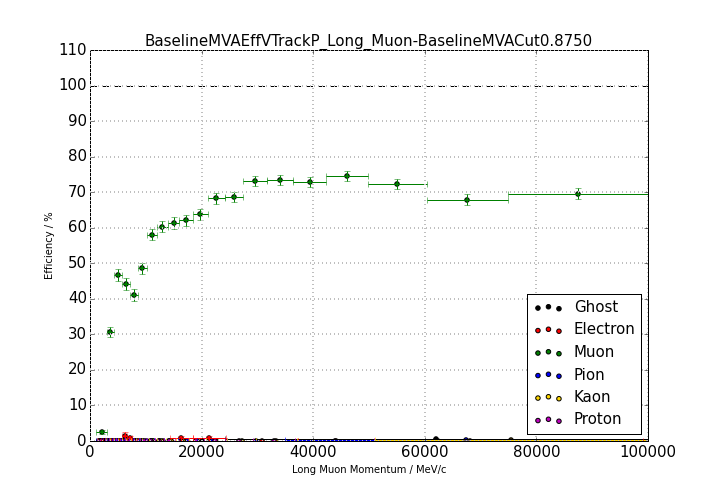 BaselineMVAEffVTrackP_Long_Muon-BaselineMVACut0.8750
110
100
90
80
70
60
50
40
30
20
10
0
Efficiency / %
Ghost
Electron
Muon
Pion
Kaon
Proton
0 20000 40000 60000 80000 100000
Long Muon Momentum / MeV/c